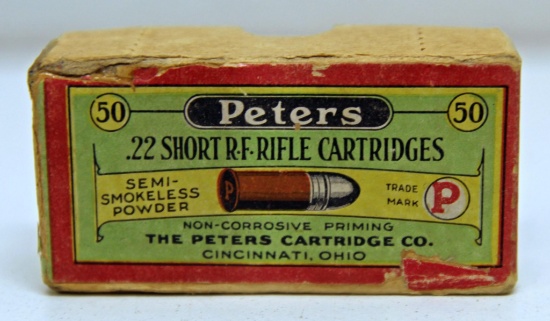 50 Peters 50
.22 SHORT R.F. RIFLE CARTRIDGES
SEMI-
SMOKELESS
POWDER
P
TRADE
MARK
P
NON-CORROSIVE PRIMING
THE PETERS CARTRIDGE CO.
CINCINNATI, OHIO